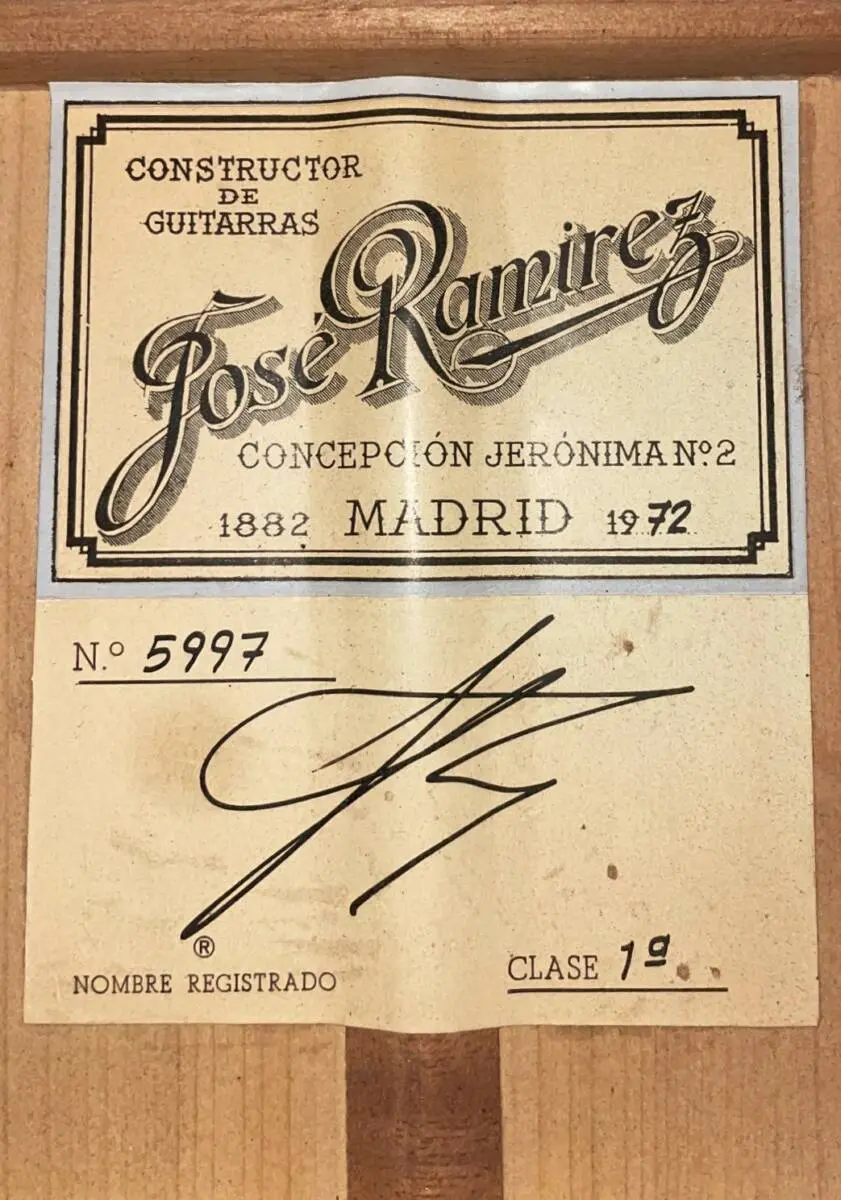 CONSTRUCTOR
DE
GUITARRAS
José Ramirez
CONCEPCIÓN JERÓNIMA Nº 2
1882 MADRID 1972
N.º 5997
®
NOMBRE REGISTRADO
CLASE 1ª